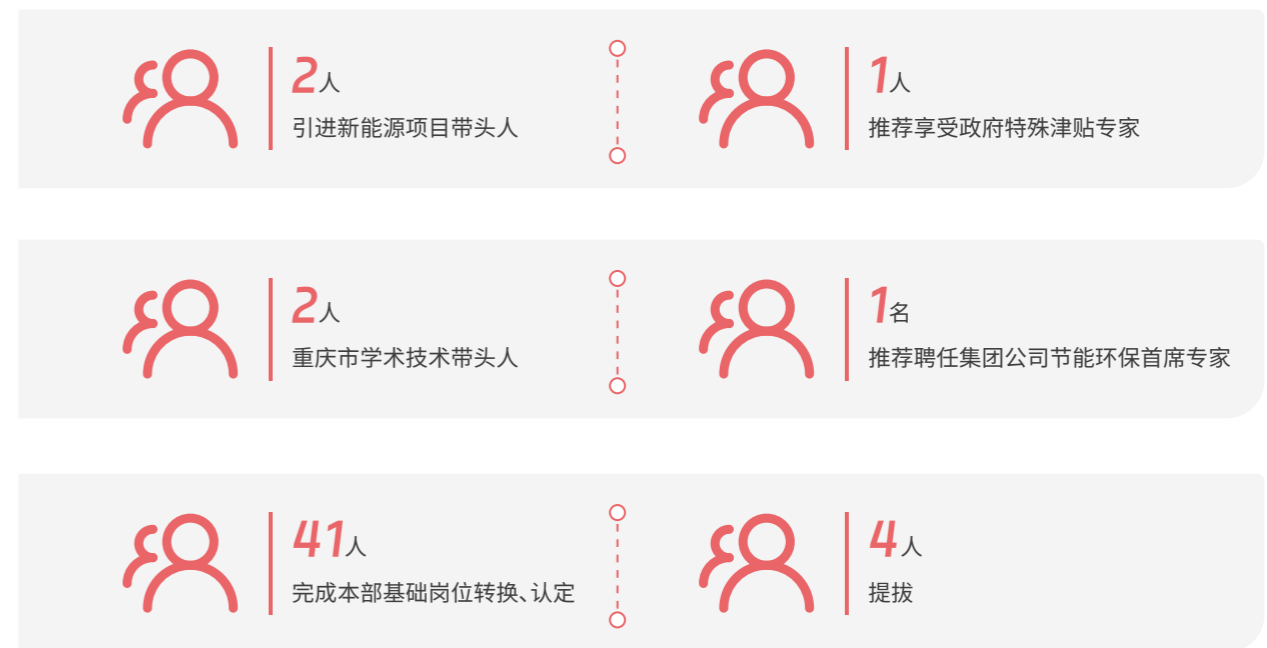 2人
引进新能源项目带头人
1人
推荐享受政府特殊津贴专家
2人
重庆市学术技术带头人
1名
推荐聘任集团公司节能环保首席专家
41人
完成本部基础岗位转换、认定
4人
提拔